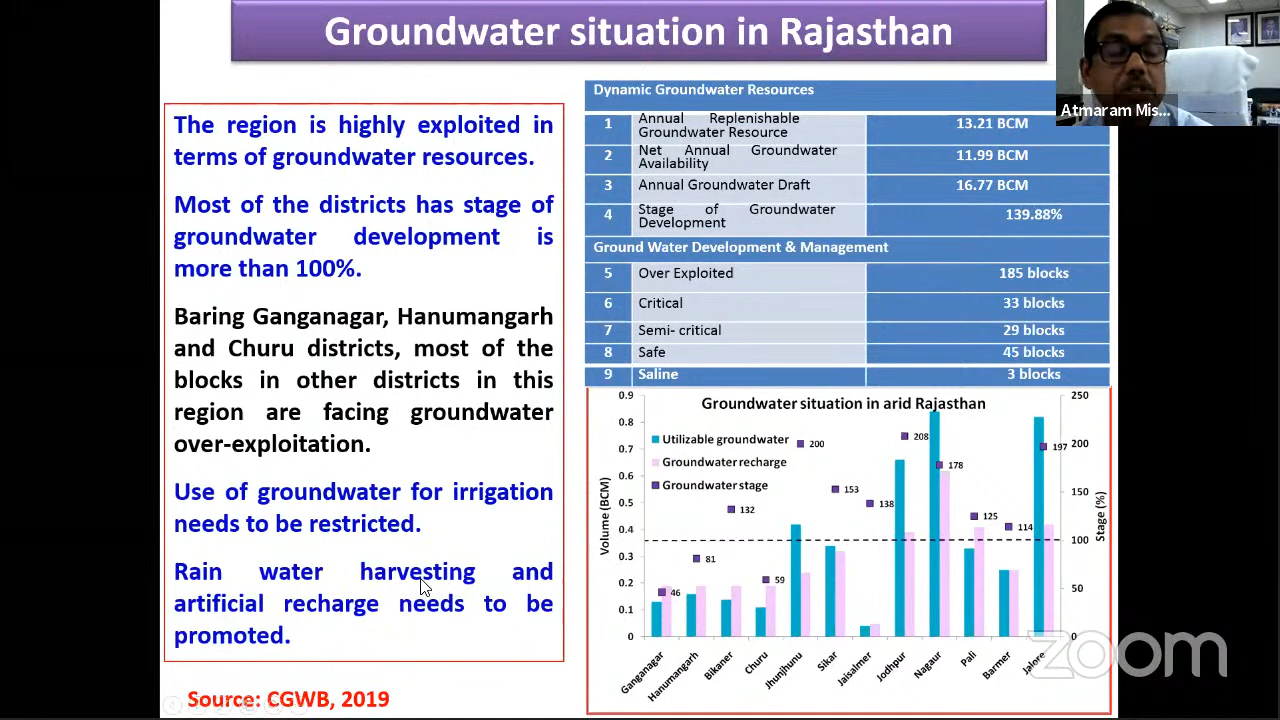 Groundwater situation in Rajasthan
Atmaram Mis...
The region is highly exploited in
terms of groundwater resources.
Most of the districts has stage of
groundwater development is
more than 100%.
Baring Ganganagar, Hanumangarh
and Churu districts, most of the
blocks in other districts in this
region are facing groundwater
over-exploitation.
Use of groundwater for irrigation
needs to be restricted.
Rain water harvesting and
artificial recharge needs to be
promoted.
Source: CGWB, 2019
Dynamic Groundwater Resources
1 Annual Replenishable Groundwater Resource 13.21 BCM
2 Net Annual Groundwater Availability 11.99 BCM
3 Annual Groundwater Draft 16.77 BCM
4 Stage of Groundwater Development 139.88%
Ground Water Development & Management
5 Over Exploited 185 blocks
6 Critical 33 blocks
7 Semi- critical 29 blocks
8 Safe 45 blocks
9 Saline 3 blocks
Groundwater situation in arid Rajasthan
Utilizable groundwater
Groundwater recharge
Groundwater stage
Volume (BCM)
0.9
0.8
0.7
0.6
0.5
0.4
0.3
0.2
0.1
0
46
81
132
59
200
153
138
208
178
125
114
197
250
200
150
100
50
0
Stage (%)
Ganganagar
Hanumangarh
Bikaner
Churu
Jhunjhunu
Sikar
Jaisalmer
Jodhpur
Nagaur
Pali
Barmer
Jalore
zoom